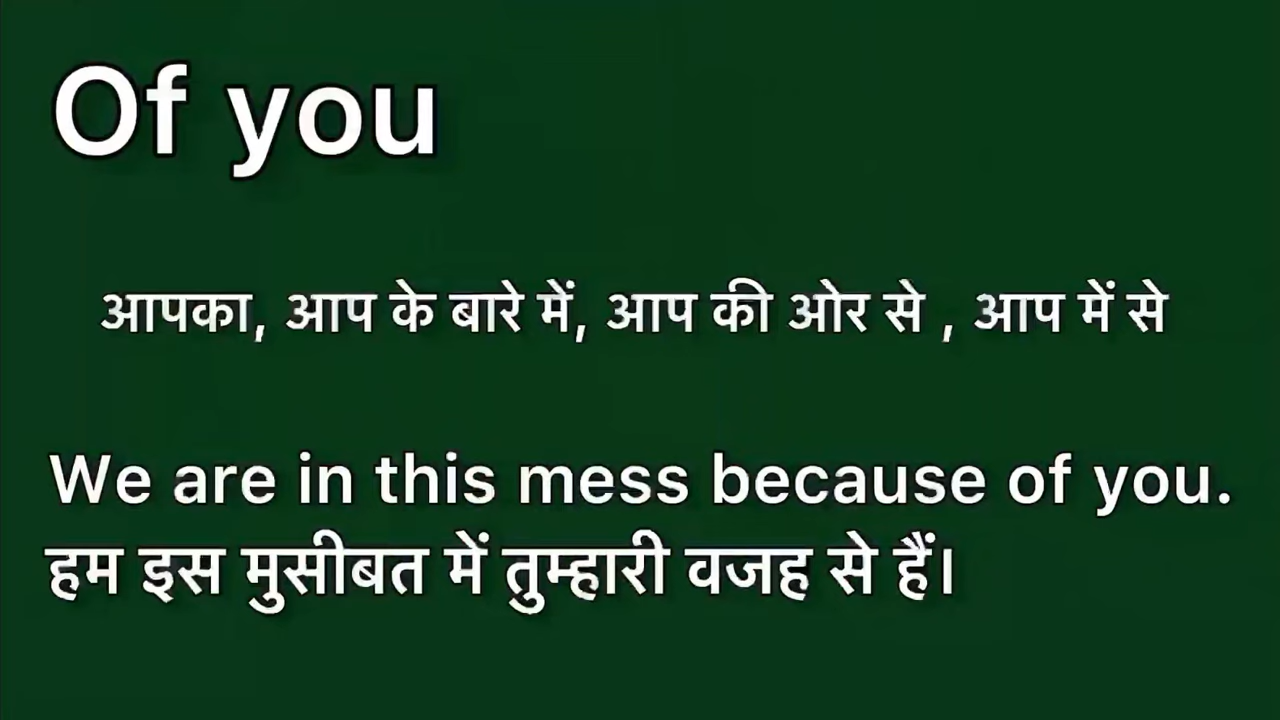 Of you
आपका, आप के बारे में, आप की ओर से , आप में से
We are in this mess because of you.
हम इस मुसीबत में तुम्हारी वजह से हैं।